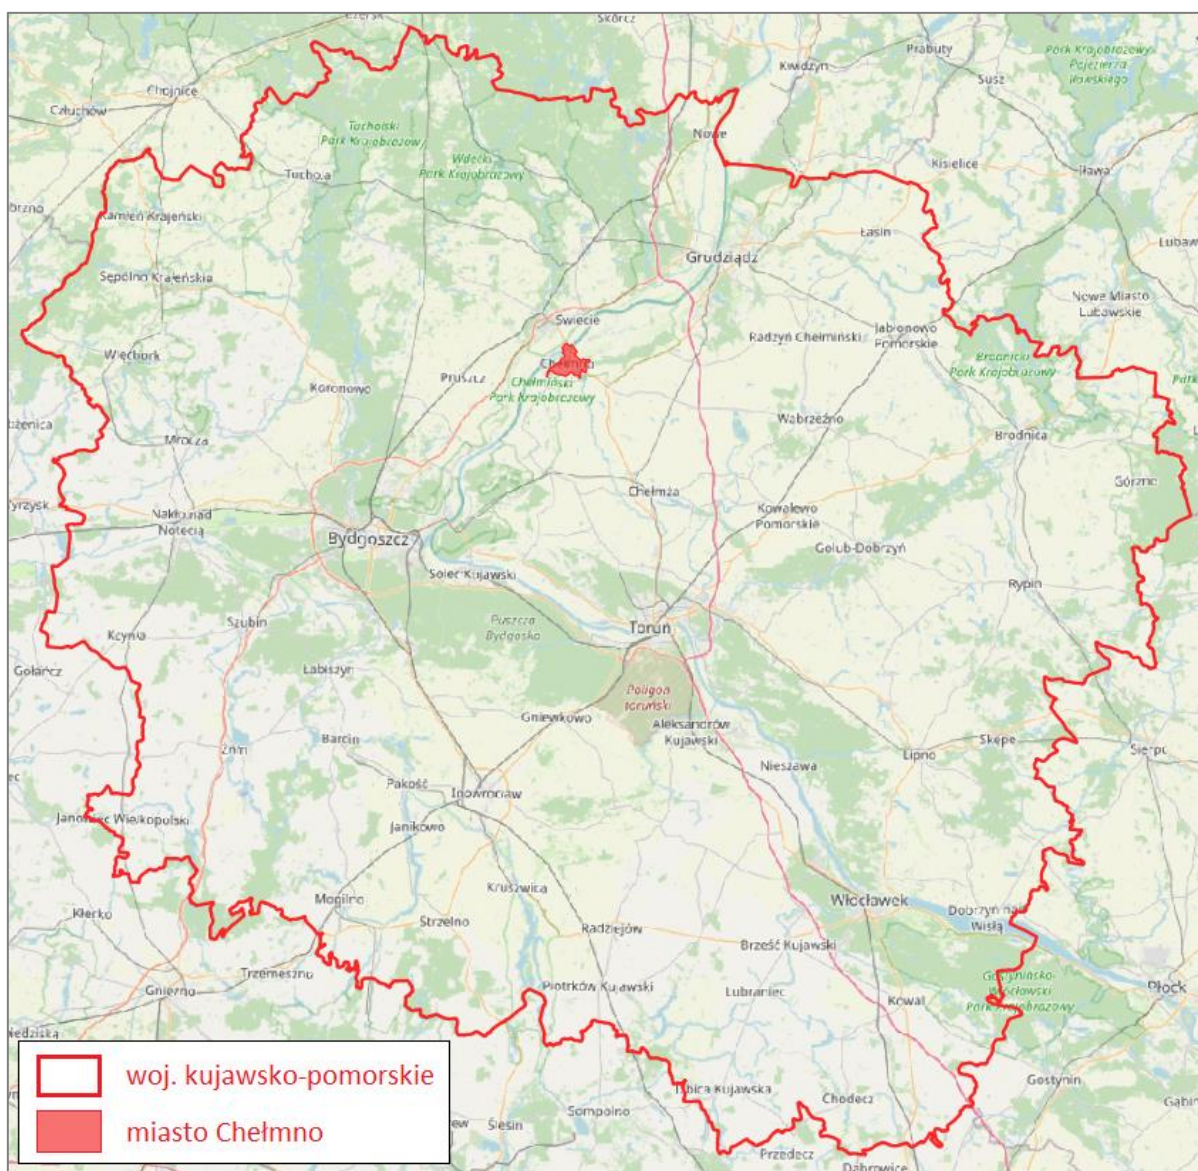 Skórcz
Prabuty
Kwidzyn
Susz
Park Krajobrazowy
Pojezierza
Iławskiego
Chojnice
Człuchów
Nowe
Tucholski
Park Krajobrazowy
Wdecki
Park Krajobrazowy
Kisielice
Iława
Tuchola
Kamień Krajeński
Łasin
Grudziądz
Sępólno Krajeńskie
Nowe Miasto
Lubawskie
Świecie
Radzyń Chełmiński
Jabłonowo
Pomorskie
Więcbork
Chełmno
Brodnicki
Park Krajobrazowy
Koronowo
Pruszcz
Chełmiński
Park Krajobrazowy
Wąbrzeźno
Mrocza
Brodnica
Górzno
Chełmża
Kowalewo
Pomorskie
Nakło nad
Notecią
Bydgoszcz
Golub-Dobrzyń
Solec Kujawski
Rypin
Szubin
Puszcza
Bydgoska
Toruń
Kcynia
Gołańcz
Łabiszyn
Poligon
toruński
Gniewkowo
Aleksandrów
Kujawski
Barcin
Żnin
Skępe
Sierpc
Lipno
Nieszawa
Pakość
Inowrocław
Janowiec Wielkopolski
Janikowo
Kruszwica
Mogilno
Włocławek
Kłecko
Strzelno
Dobrzyń nad
Wisłą
Radziejów
Brześć Kujawski
Trzemeszno
Gostynińsko-
Włocławski
Park Krajobrazowy
Płock
Gniezno
Piotrków Kujawski
Lubraniec
Kowal
woj. kujawsko-pomorskie
Izbica Kujawska
Chodecz
Gostynin
Sompolno
miasto Chełmno
Ślesin
Przedecz
Dąbrowice